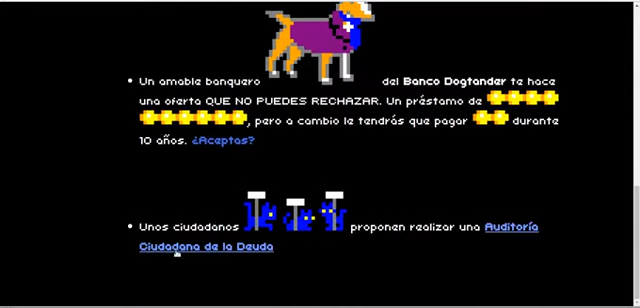 • Un amable banquero del Banco Dogtander te hace
una oferta QUE NO PUEDES RECHAZAR. Un préstamo de
, pero a cambio le tendrás que pagar durante
10 años. ¿Aceptas?
• Unos ciudadanos proponen realizar una Auditoría
Ciudadana de la Deuda